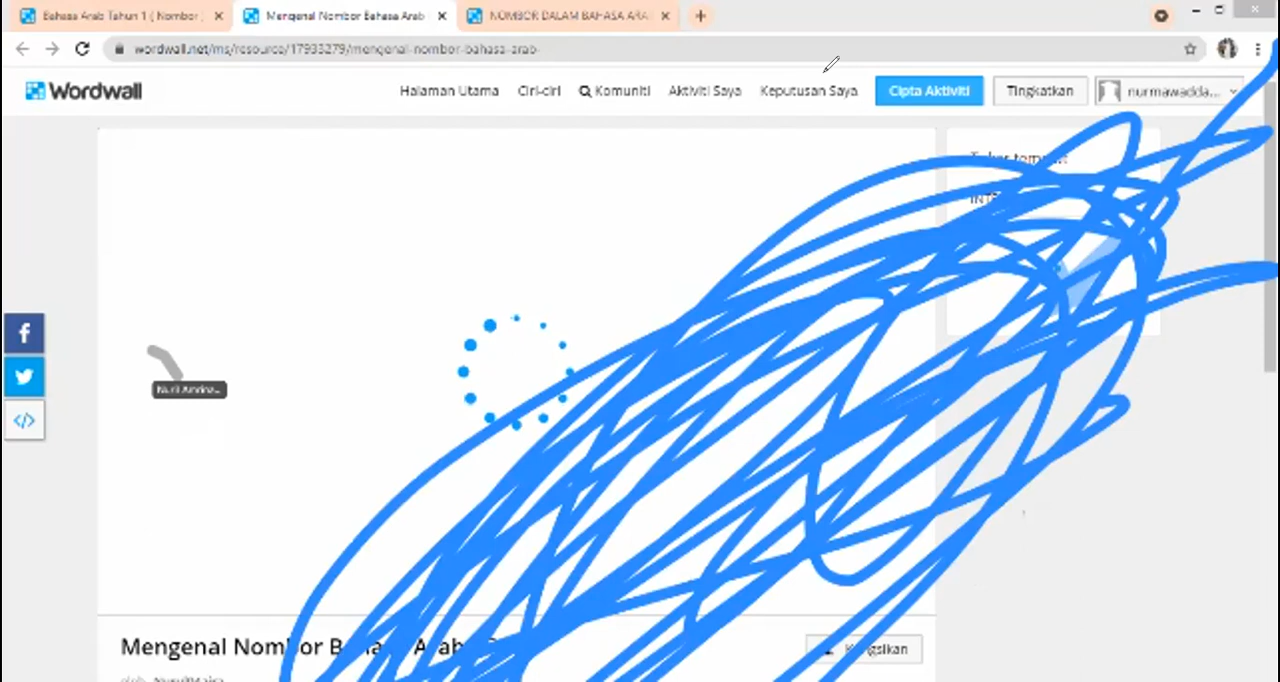 Bahasa Arab Tahun 1 ( Nombor )
Mengenal Nombor Bahasa Arab
NOMBOR DALAM BAHASA ARA
wordwall.net/ms/resource/17933279/mengenal-nombor-bahasa-arab-
Wordwall
Halaman Utama
Ciri-ciri
Komuniti
Aktiviti Saya
Keputusan Saya
Cipta Aktiviti
Tingkatkan
nurmawadda...
Mengenal Nombor Bahasa Arab